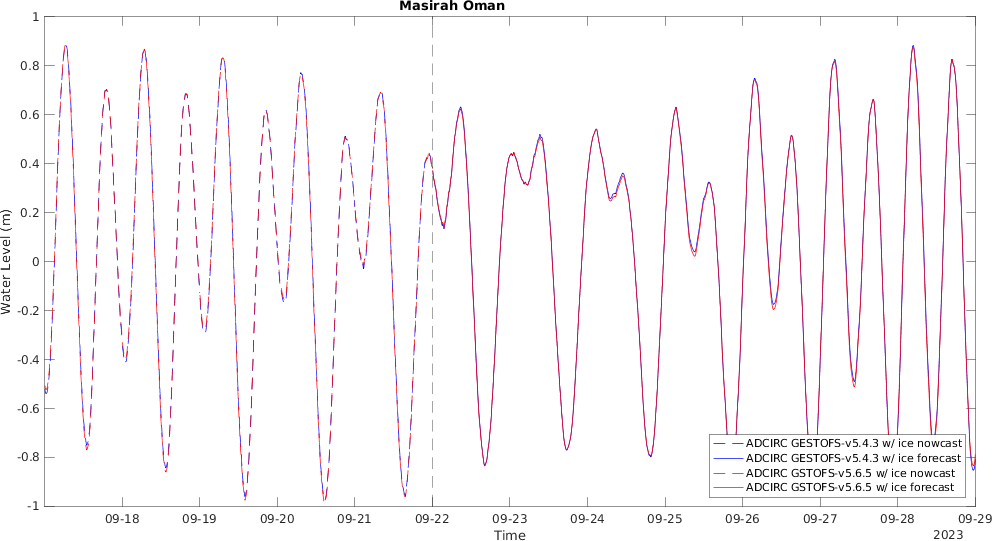 Masirah Oman
Water Level (m)
1
0.8
0.6
0.4
0.2
0
-0.2
-0.4
-0.6
-0.8
-1
ADCIRC GESTOFS-v5.4.3 w/ ice nowcast
ADCIRC GESTOFS-v5.4.3 w/ ice forecast
ADCIRC GSTOFS-v5.6.5 w/ ice nowcast
ADCIRC GSTOFS-v5.6.5 w/ ice forecast
09-18 09-19 09-20 09-21 09-22 09-23 09-24 09-25 09-26 09-27 09-28 09-29
Time
2023